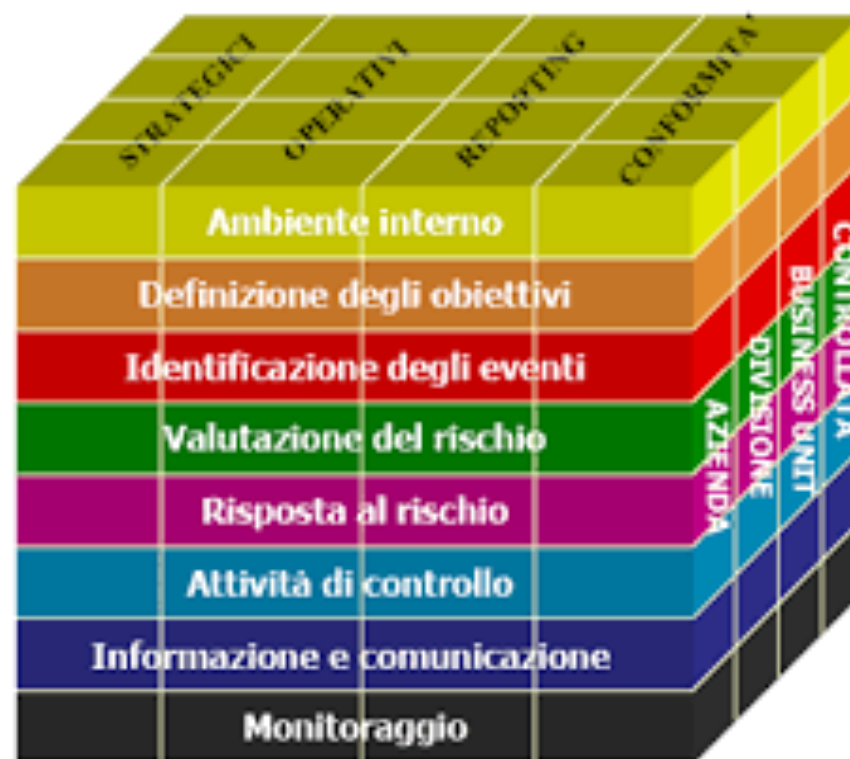 STRATEGICI
OPERATIVI
REPORTING
CONFORMITA'
Ambiente interno
Definizione degli obiettivi
Identificazione degli eventi
Valutazione del rischio
Risposta al rischio
Attività di controllo
Informazione e comunicazione
Monitoraggio
AZIENDA
DIVISIONE
BUSINESS UNIT
CONTROLLATA